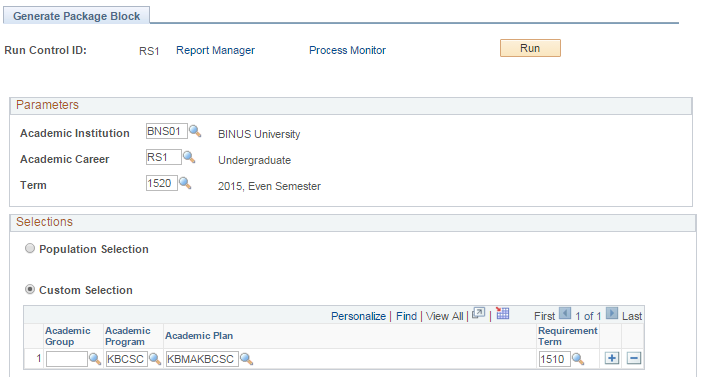 Generate Package Block
Run Control ID: RS1 Report Manager Process Monitor Run
Parameters
Academic Institution BNS01 BINUS University
Academic Career RS1 Undergraduate
Term 1520 2015, Even Semester
Selections
Population Selection
Custom Selection
Personalize | Find | View All | | First 1 of 1 Last
Academic Group Academic Program Academic Plan Requirement Term
1 KBCSC KBMAKBCSC 1510